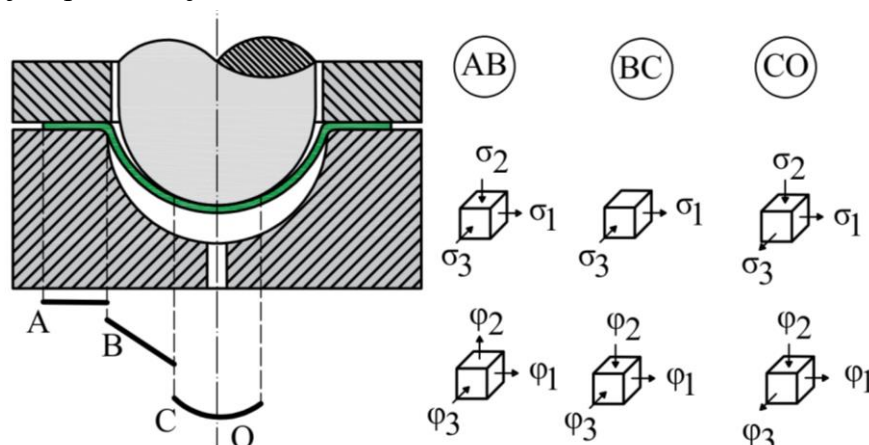 AB BC CO
σ2 σ2
σ1 σ1 σ1
σ3 σ3 σ3
A
B
C O
φ2 φ2 φ2
φ1 φ1 φ1
φ3 φ3 φ3